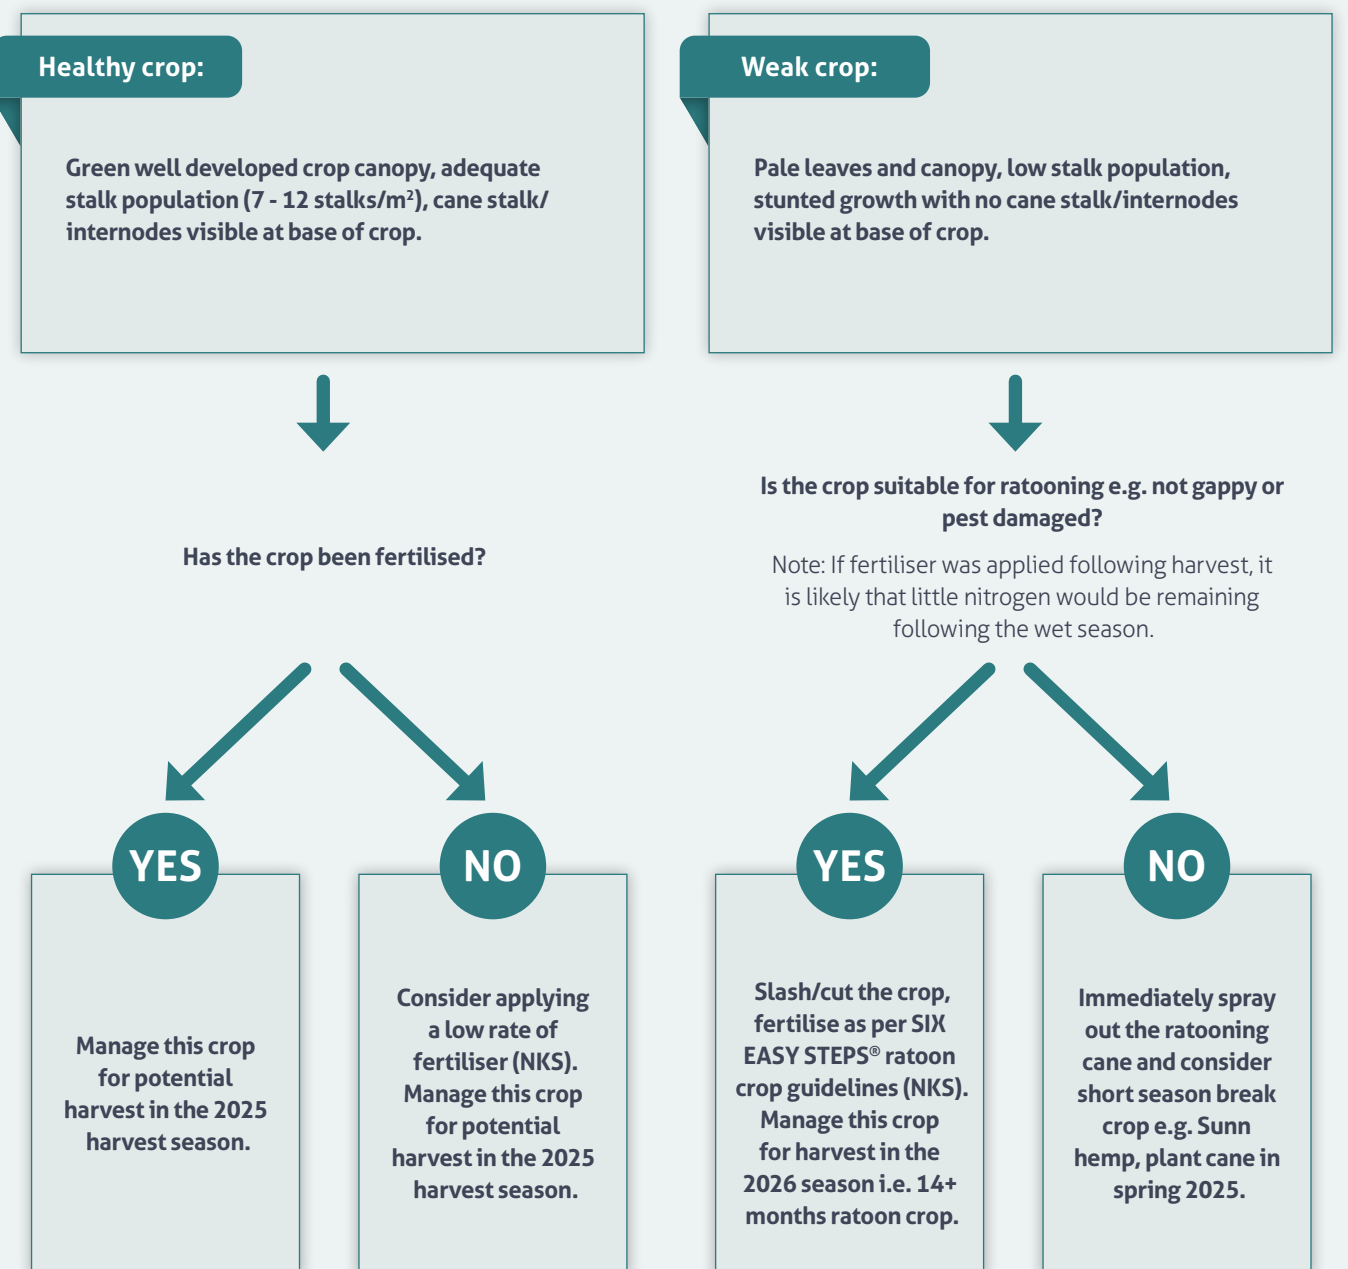 Healthy crop:
Green well developed crop canopy, adequate
stalk population (7 - 12 stalks/m²), cane stalk/
internodes visible at base of crop.
Has the crop been fertilised?
YES
Manage this crop
for potential
harvest in the 2025
harvest season.
NO
Consider applying
a low rate of
fertiliser (NKS).
Manage this crop
for potential
harvest in the 2025
harvest season.
Weak crop:
Pale leaves and canopy, low stalk population,
stunted growth with no cane stalk/internodes
visible at base of crop.
Is the crop suitable for ratooning e.g. not gappy or
pest damaged?
Note: If fertiliser was applied following harvest, it
is likely that little nitrogen would be remaining
following the wet season.
YES
Slash/cut the crop,
fertilise as per SIX
EASY STEPS® ratoon
crop guidelines (NKS).
Manage this crop
for harvest in the
2026 season i.e. 14+
months ratoon crop.
NO
Immediately spray
out the ratooning
cane and consider
short season break
crop e.g. Sunn
hemp, plant cane in
spring 2025.